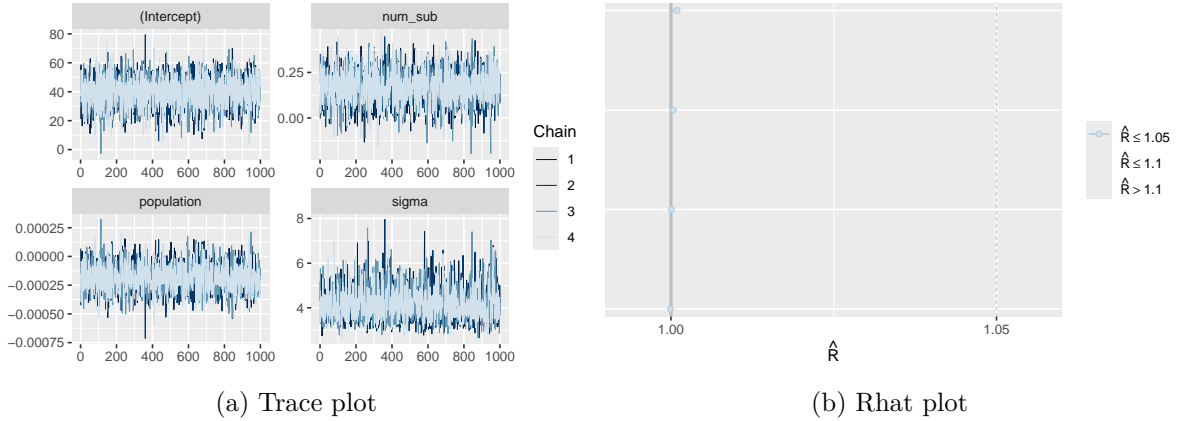 (Intercept)
num_sub
80
60
40
20
0
0.25
0.00
0 200 400 600 800 1000
0 200 400 600 800 1000
population
sigma
0.00025
0.00000
−0.00025
−0.00050
−0.00075
8
6
4
0 200 400 600 800 1000
0 200 400 600 800 1000
Chain
1
2
3
4
(a) Trace plot
1.00
1.05
R̂
R̂ ≤ 1.05
R̂ ≤ 1.1
R̂ > 1.1
(b) Rhat plot